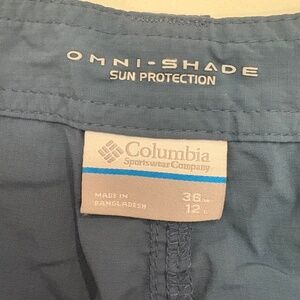 OMNI-SHADE
SUN PROTECTION
Columbia
Sportswear Company
MADE IN
BANGLADESH
36
12